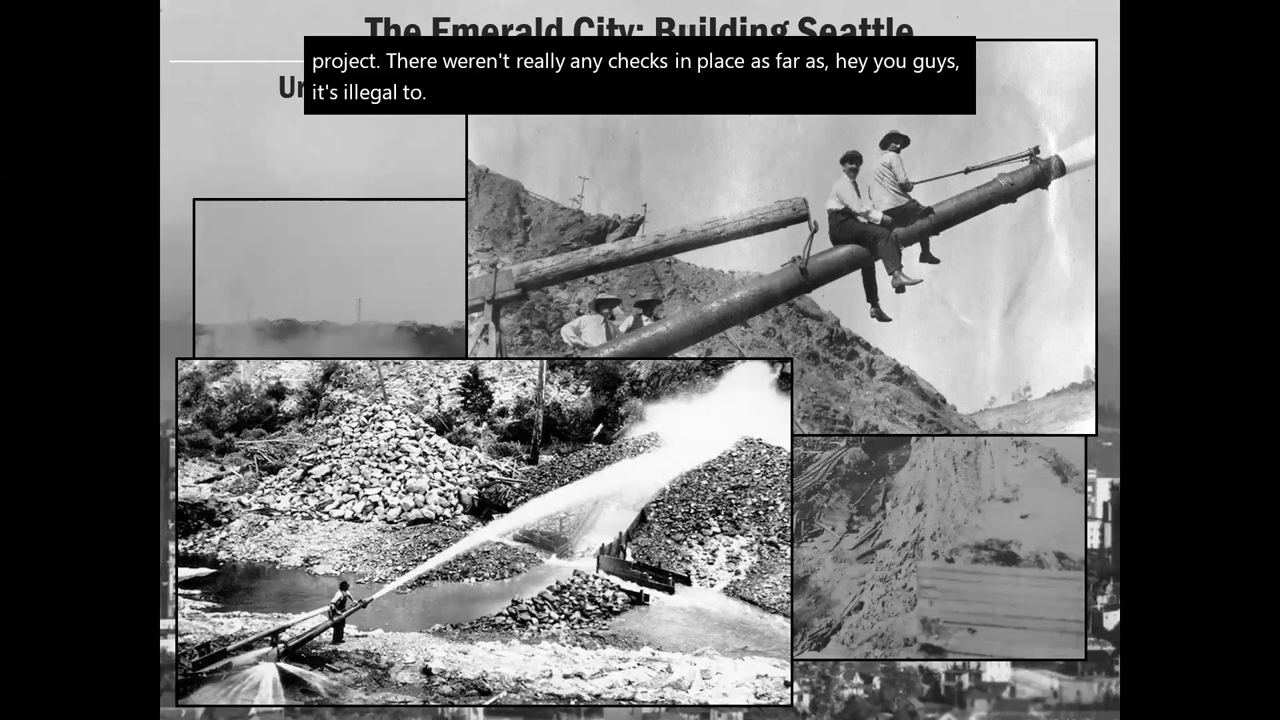 The Emerald City: Building Seattle
project. There weren't really any checks in place as far as, hey you guys,
it's illegal to.